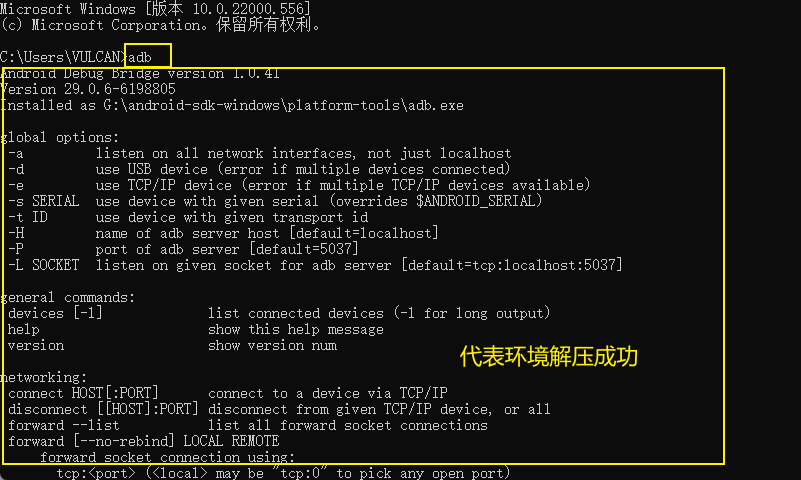 Microsoft Windows [版本 10.0.22000.556]
(c) Microsoft Corporation。保留所有权利。
C:\Users\VULCAN>adb
Android Debug Bridge version 1.0.41
Version 29.0.6-6198805
Installed as G:\android-sdk-windows\platform-tools\adb.exe
global options:
-a listen on all network interfaces, not just localhost
-d use USB device (error if multiple devices connected)
-e use TCP/IP device (error if multiple TCP/IP devices available)
-s SERIAL use device with given serial (overrides $ANDROID_SERIAL)
-t ID use device with given transport id
-H name of adb server host [default=localhost]
-P port of adb server [default=5037]
-L SOCKET listen on given socket for adb server [default=tcp:localhost:5037]
general commands:
devices [-l] list connected devices (-l for long output)
help show this help message
version show version num
代表环境解压成功
networking:
connect HOST[:PORT] connect to a device via TCP/IP
disconnect [[HOST]:PORT] disconnect from given TCP/IP device, or all
forward --list list all forward socket connections
forward [--no-rebind] LOCAL REMOTE
forward socket connection using:
tcp:<port> (<local> may be "tcp:0" to pick any open port)